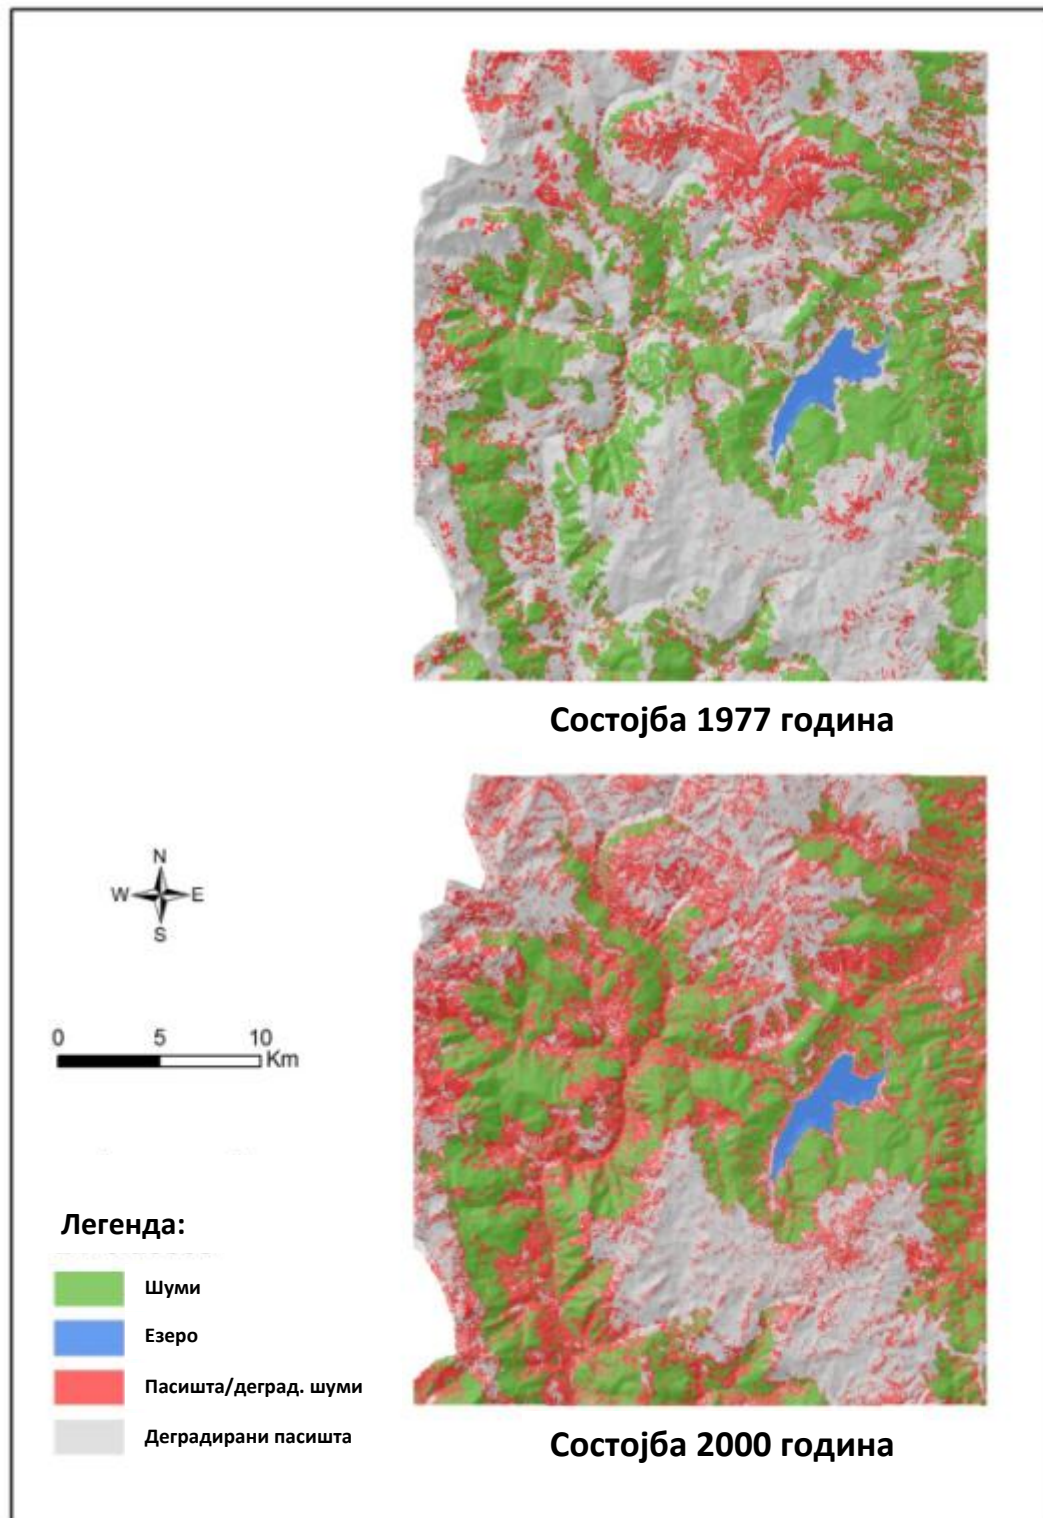 Состојба 1977 година
N
W E
S
0 5 10
Km
Легенда:
Шуми
Езеро
Пасишта/деград. шуми
Деградирани пасишта
Состојба 2000 година